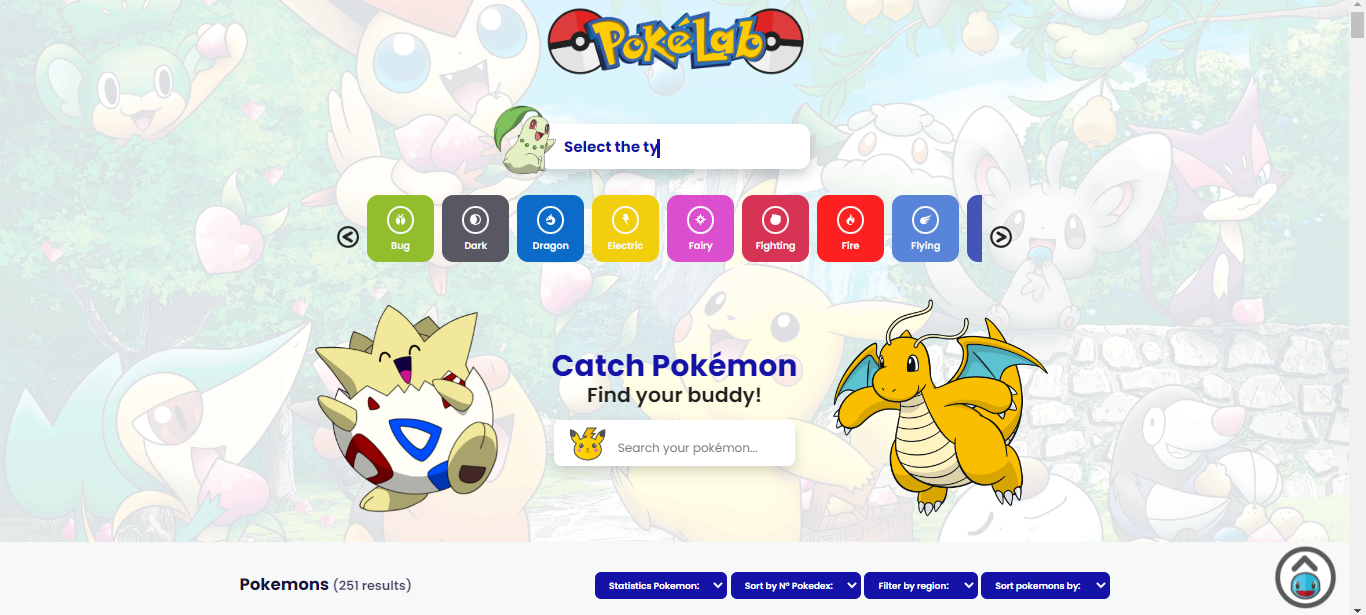 PokéLab
Select the ty
Bug
Dark
Dragon
Electric
Fairy
Fighting
Fire
Flying
Catch Pokémon
Find your buddy!
Search your pokémon...
Pokemons (251 results)
Statistics Pokemon:
Sort by Nº Pokedex:
Filter by region:
Sort pokemons by: